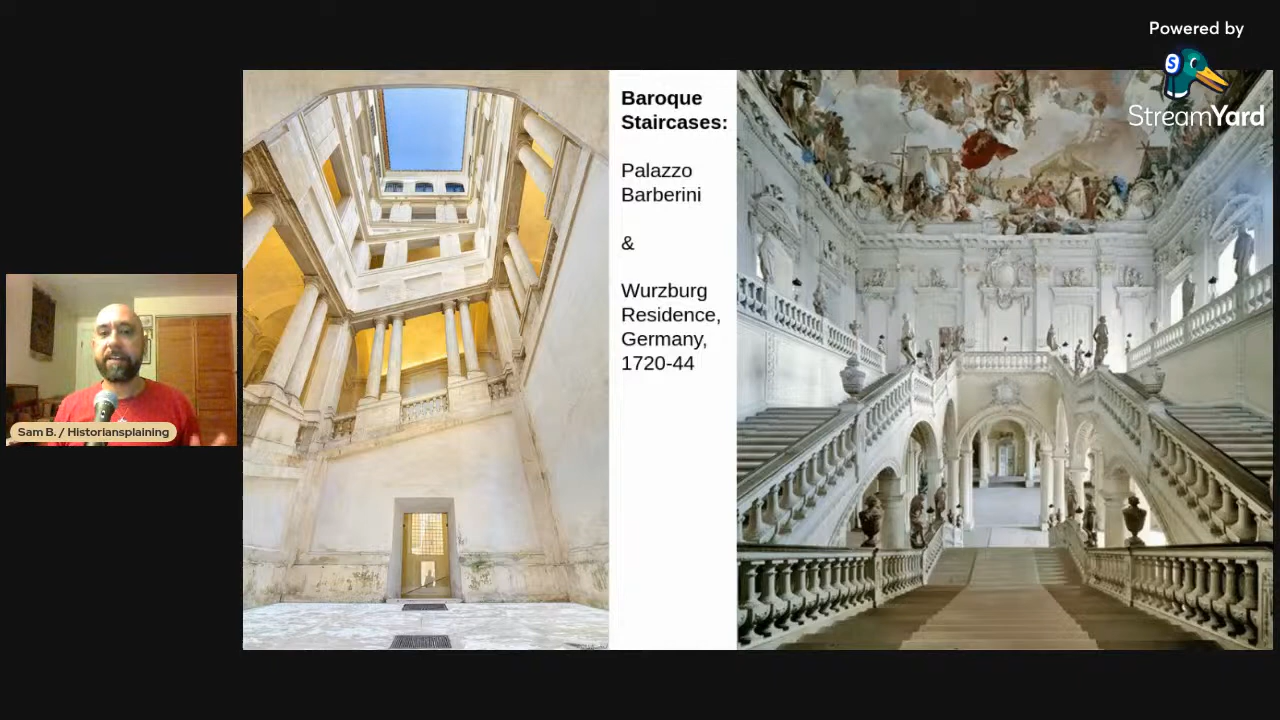 Powered by
S
StreamYard
Baroque
Staircases:
Palazzo
Barberini
&
Wurzburg
Residence,
Germany,
1720-44
Sam B. / Historiansplaining